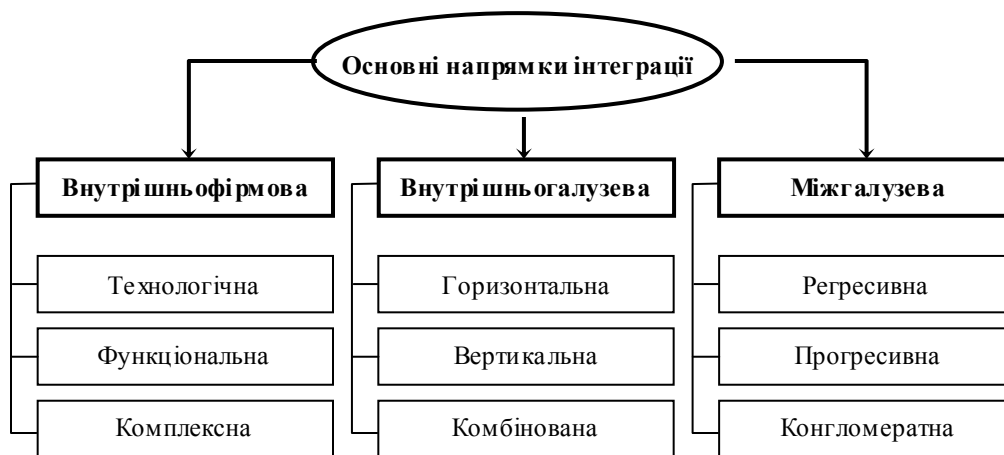 Основні напрямки інтеграції
Внутрішньофірмова
Внутрішньогалузева
Міжгалузева
Технологічна
Горизонтальна
Регресивна
Функціональна
Вертикальна
Прогресивна
Комплексна
Комбінована
Конгломератна